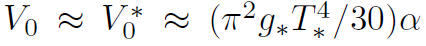 $V_0 \approx V_0^* \approx (\pi^2 g_* T_*^4/30)\alpha$